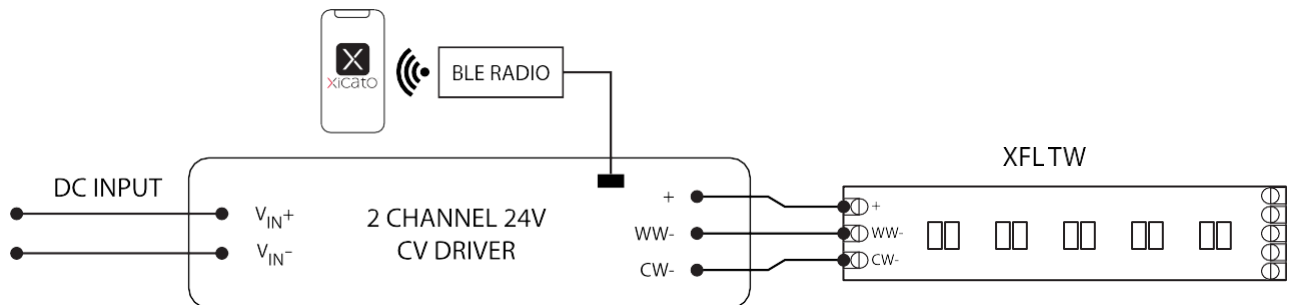 X
xicato
BLE RADIO
XFL TW
DC INPUT
VIN+
VIN-
2 CHANNEL 24V
CV DRIVER
+
WW-
CW-
+
WW-
CW-